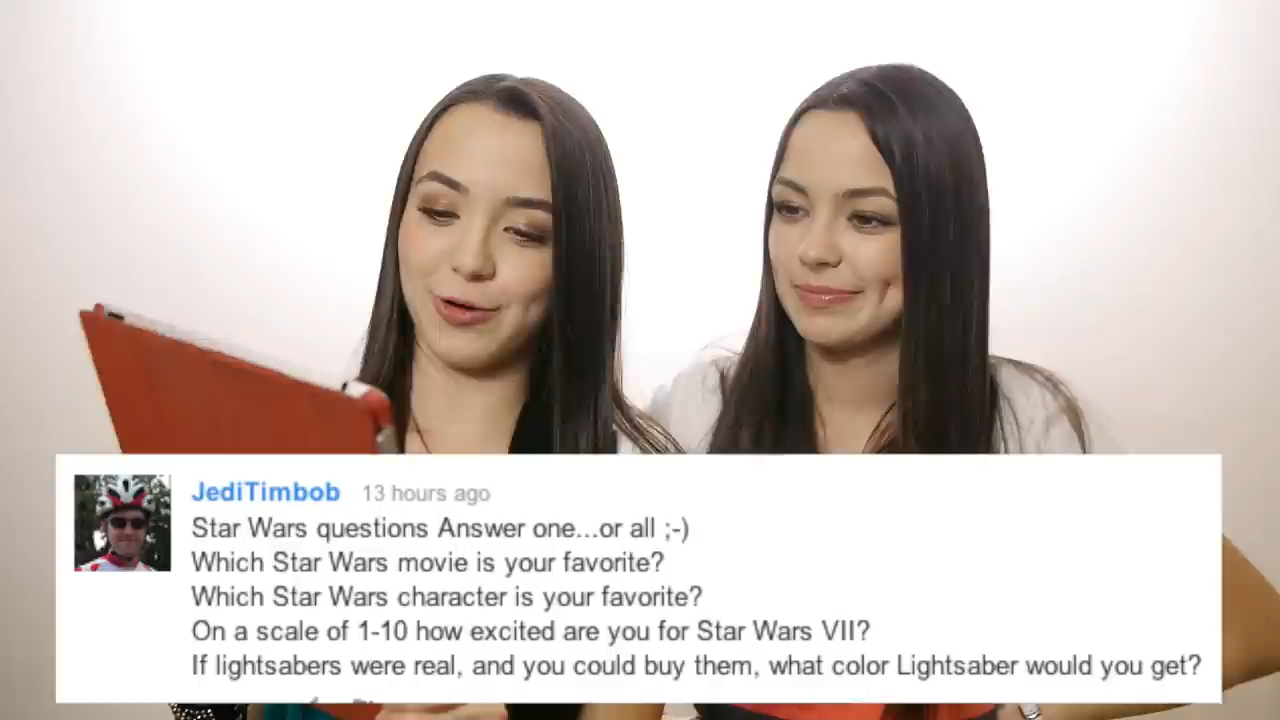 JediTimbob 13 hours ago
Star Wars questions Answer one...or all ;-)
Which Star Wars movie is your favorite?
Which Star Wars character is your favorite?
On a scale of 1-10 how excited are you for Star Wars VII?
If lightsabers were real, and you could buy them, what color Lightsaber would you get?